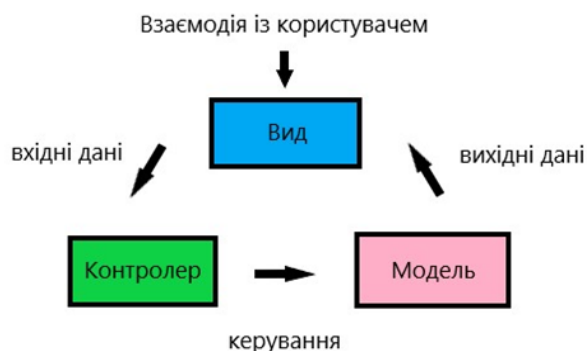 Взаємодія із користувачем
Вид
вхідні дані
вихідні дані
Контролер
Модель
керування